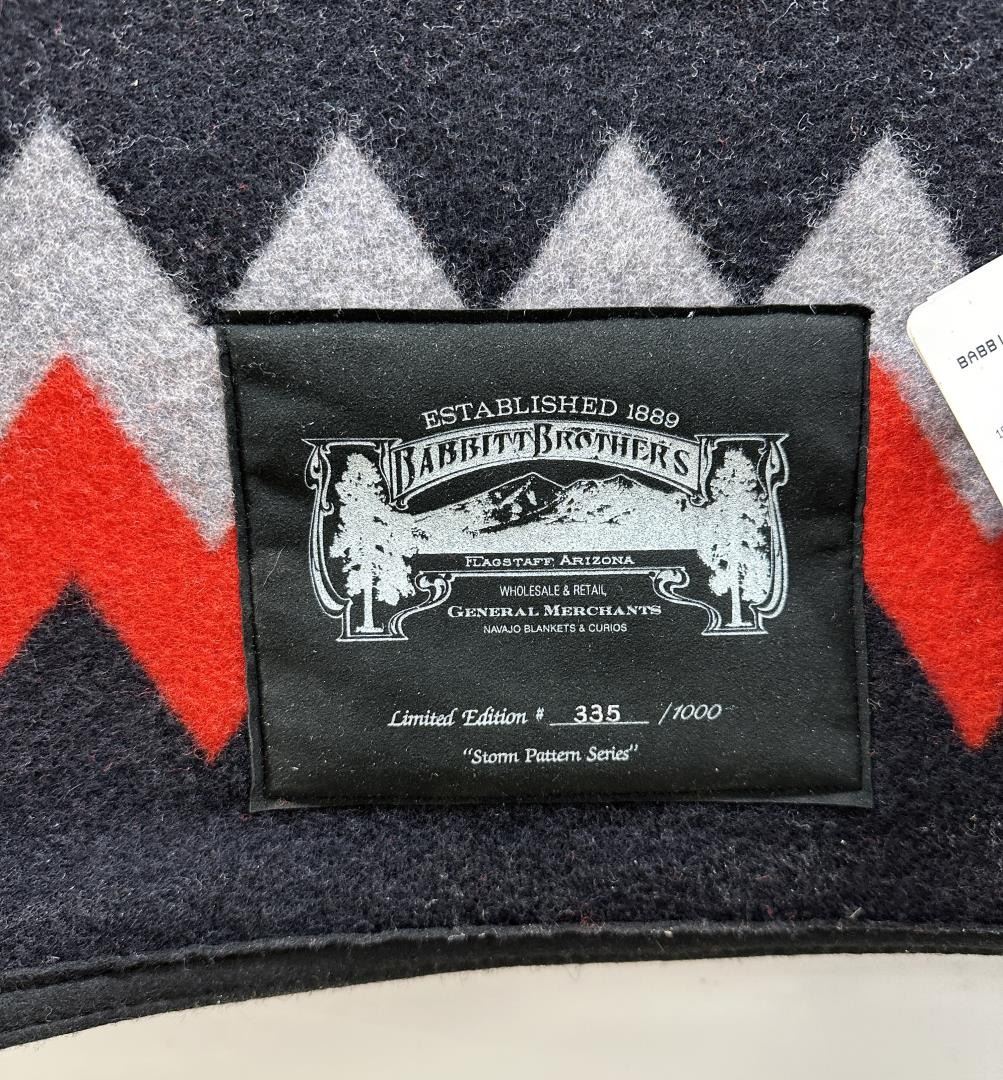 ESTABLISHED 1889
BABBITT BROTHERS
FLAGSTAFF, ARIZONA
WHOLESALE & RETAIL
GENERAL MERCHANTS
NAVAJO BLANKETS & CURIOS
Limited Edition # 335 /1000
"Storm Pattern Series"